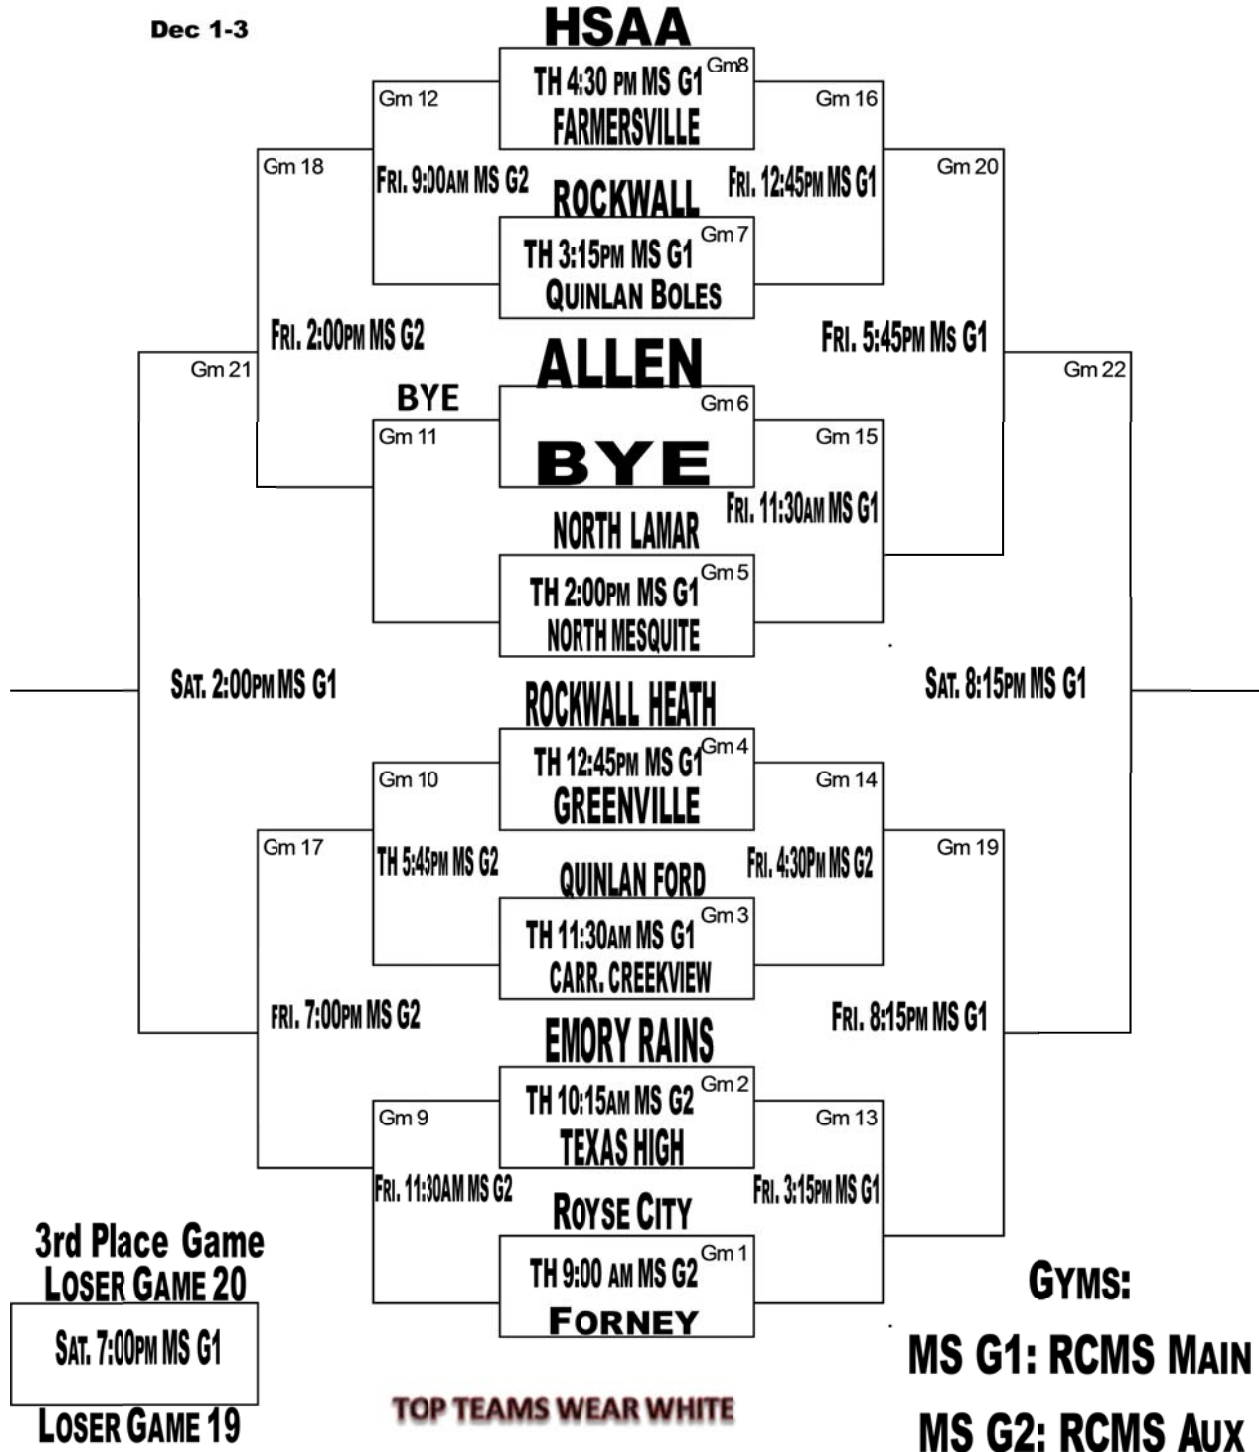 Dec 1-3
HSAA
Gm8
TH 4:30 PM MS G1
FARMERSVILLE
Gm 12
Gm 16
Gm 18
FRI. 9:00AM MS G2
ROCKWALL
FRI. 12:45PM MS G1
Gm 20
Gm 7
TH 3:15PM MS G1
QUINLAN BOLES
FRI. 2:00PM MS G2
ALLEN
FRI. 5:45PM MS G1
Gm 21
Gm 22
BYE
Gm 6
Gm 11
BYE
Gm 15
NORTH LAMAR
FRI. 11:30AM MS G1
Gm 5
TH 2:00PM MS G1
NORTH MESQUITE
SAT. 2:00PM MS G1
ROCKWALL HEATH
SAT. 8:15PM MS G1
Gm 4
TH 12:45PM MS G1
GREENVILLE
Gm 10
Gm 14
Gm 17
TH 5:45PM MS G2
QUINLAN FORD
FRI. 4:30PM MS G2
Gm 19
Gm 3
TH 11:30AM MS G1
CARR. CREEKVIEW
FRI. 7:00PM MS G2
EMORY RAINS
FRI. 8:15PM MS G1
Gm 2
TH 10:15AM MS G2
TEXAS HIGH
Gm 9
Gm 13
FRI. 11:30AM MS G2
ROYSE CITY
FRI. 3:15PM MS G1
Gm 1
TH 9:00 AM MS G2
FORNEY
3rd Place Game
LOSER GAME 20
SAT. 7:00PM MS G1
LOSER GAME 19
TOP TEAMS WEAR WHITE
GYMS:
MS G1: RCMS MAIN
MS G2: RCMS AUX